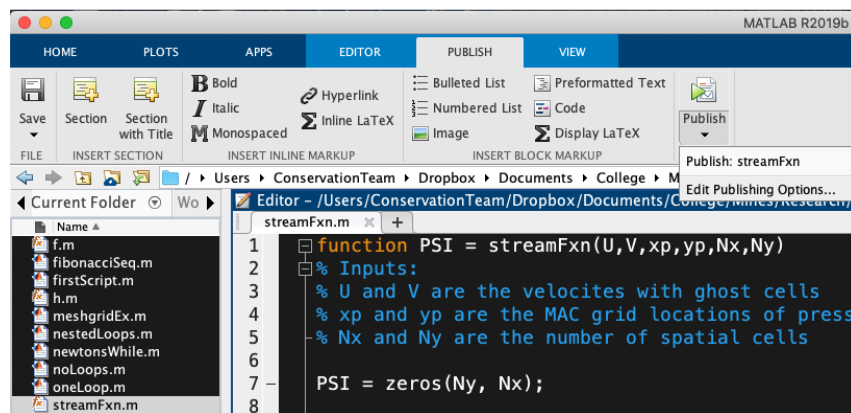 MATLAB R2019b
HOME PLOTS APPS EDITOR PUBLISH VIEW
Bold Bulleted List Preformatted Text
Hyperlink
Save Section Section with Title Italic Numbered List Code Publish
Inline LaTeX
Monospaced Image Display LaTeX
FILE INSERT SECTION INSERT INLINE MARKUP INSERT BLOCK MARKUP
Publish: streamFxn
Edit Publishing Options...
/ ▸ Users ▸ ConservationTeam ▸ Dropbox ▸ Documents ▸ College ▸ M
Current Folder Wo
Editor – /Users/ConservationTeam/Dropbox/Documents/College/Mines/Research/
Name
streamFxn.m +
f.m
fibonacciSeq.m
firstScript.m
h.m
meshgridEx.m
nestedLoops.m
newtonsWhile.m
noLoops.m
oneLoop.m
streamFxn.m
1 function PSI = streamFxn(U,V,xp,yp,Nx,Ny)
2 % Inputs:
3 % U and V are the velocites with ghost cells
4 % xp and yp are the MAC grid locations of press
5 % Nx and Ny are the number of spatial cells
6
7 – PSI = zeros(Ny, Nx);
8